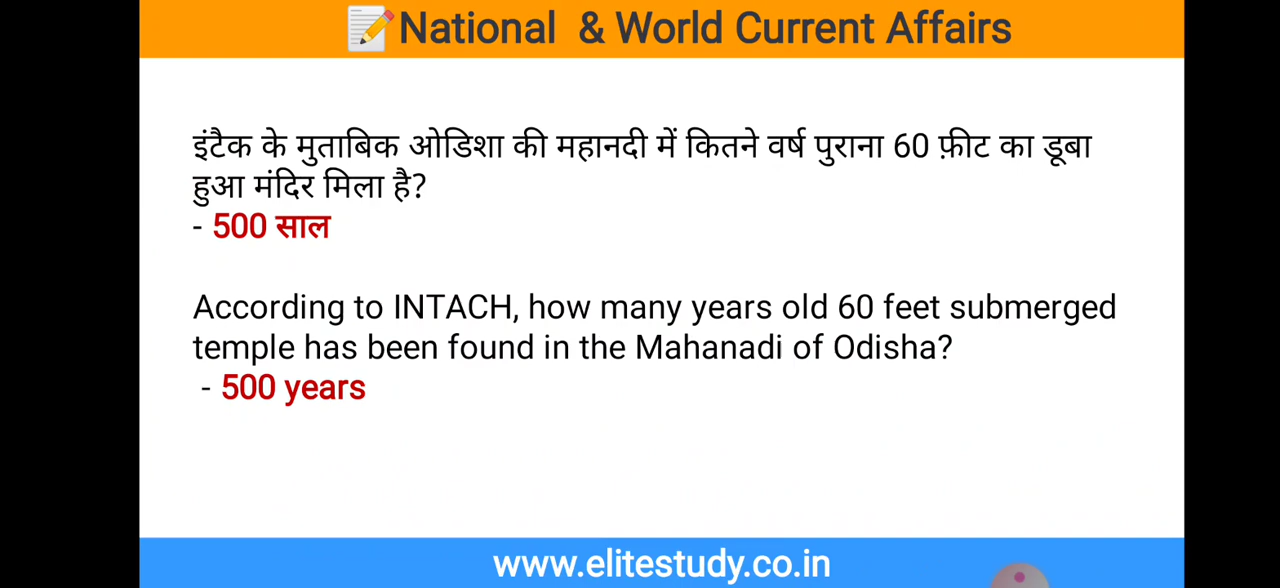 National & World Current Affairs
इंटैक के मुताबिक ओडिशा की महानदी में कितने वर्ष पुराना 60 फ़ीट का डूबा
हुआ मंदिर मिला है?
- 500 साल
According to INTACH, how many years old 60 feet submerged
temple has been found in the Mahanadi of Odisha?
- 500 years
www.elitestudy.co.in